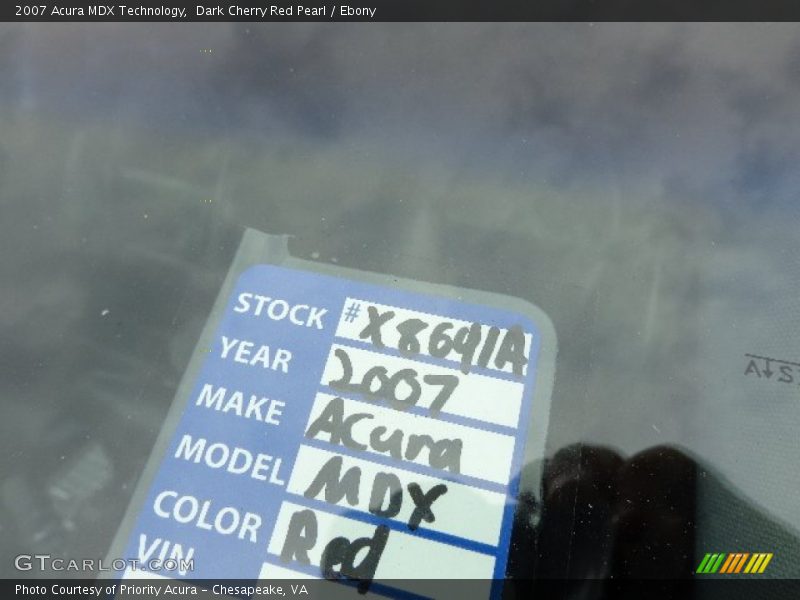 2007 Acura MDX Technology,  Dark Cherry Red Pearl / Ebony
STOCK #X8641A
YEAR 2007
MAKE Acura
MODEL MDX
COLOR Red
VIN
A↓S
GTCARLOT.COM
Photo Courtesy of Priority Acura - Chesapeake, VA